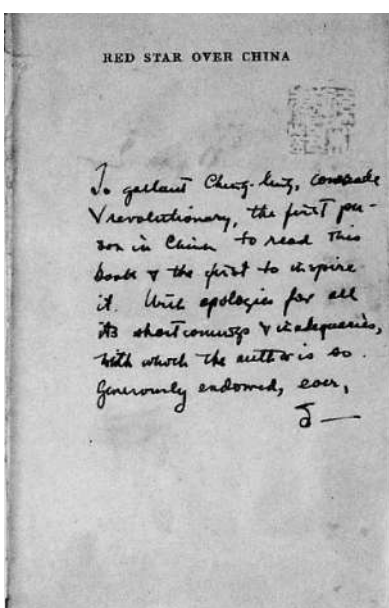 RED STAR OVER CHINA
To gallant Ching-ling, comrade
& revolutionary, the first per-
son in China to read this
book & the first to inspire
it. With apologies for all
its shortcomings & inadequacies,
with which the author is so
generously endowed, ever,